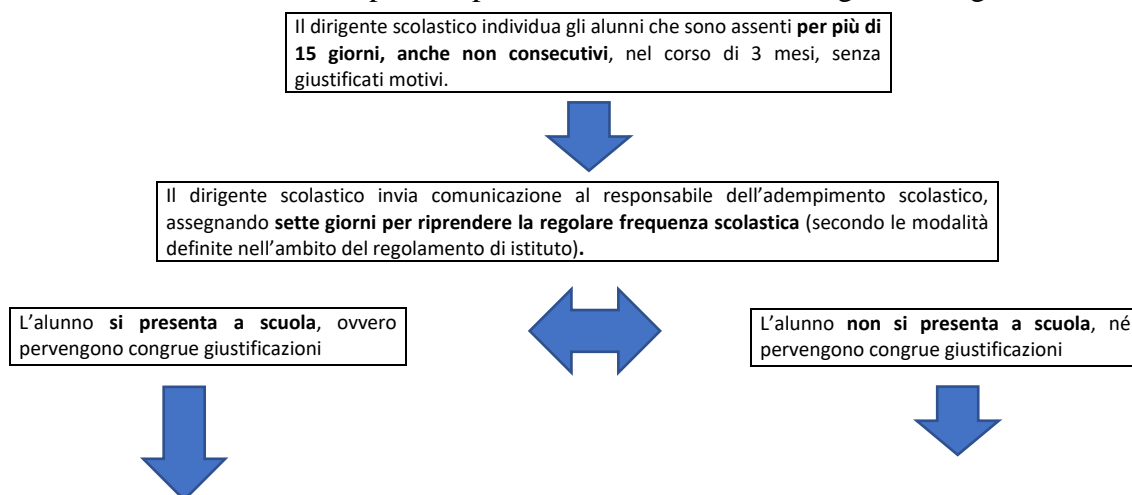 Il dirigente scolastico individua gli alunni che sono assenti per più di
15 giorni, anche non consecutivi, nel corso di 3 mesi, senza
giustificati motivi.
Il dirigente scolastico invia comunicazione al responsabile dell’adempimento scolastico,
assegnando sette giorni per riprendere la regolare frequenza scolastica (secondo le modalità
definite nell’ambito del regolamento di istituto).
L’alunno si presenta a scuola, ovvero
pervengono congrue giustificazioni
L’alunno non si presenta a scuola, né
pervengono congrue giustificazioni